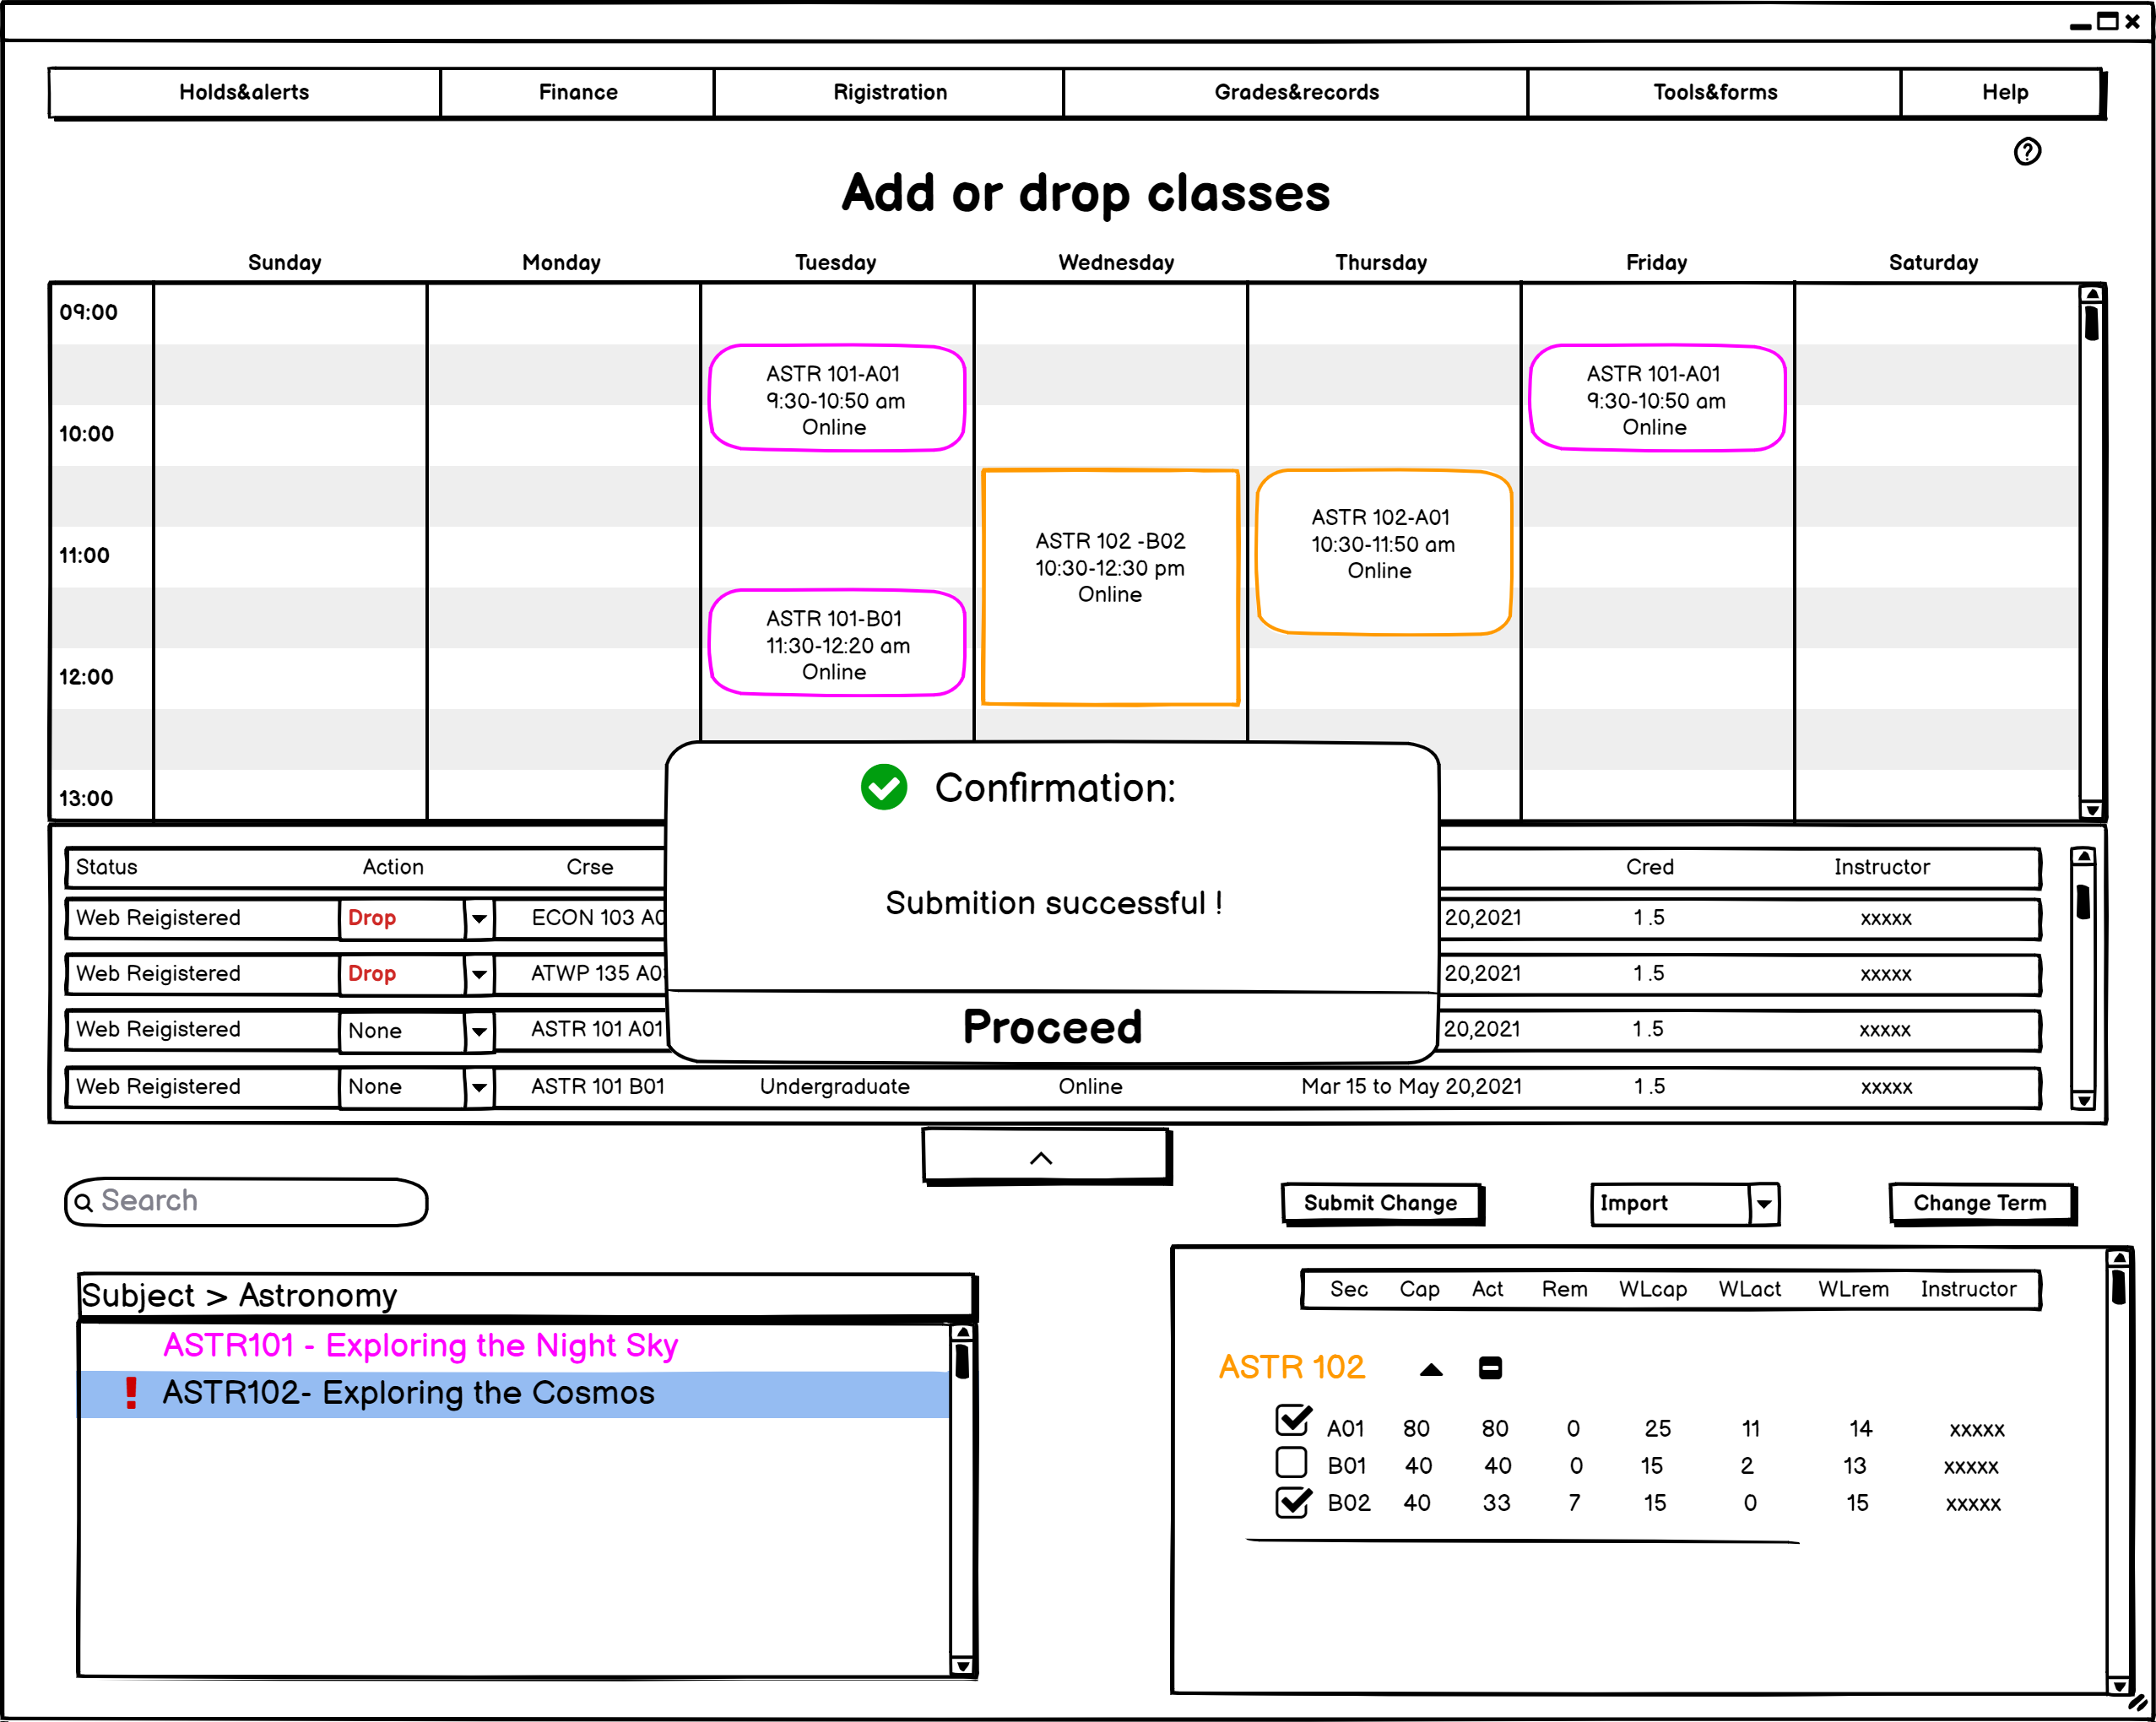 Holds&alerts Finance Rigistration Grades&records Tools&forms Help
?
Add or drop classes
Sunday Monday Tuesday Wednesday Thursday Friday Saturday
09:00
ASTR 101-A01
9:30-10:50 am
Online
ASTR 101-A01
9:30-10:50 am
Online
10:00
ASTR 102 -B02
10:30-12:30 pm
Online
ASTR 102-A01
10:30-11:50 am
Online
11:00
ASTR 101-B01
11:30-12:20 am
Online
12:00
13:00
Confirmation:
Submition successful !
Proceed
Status Action Crse Cred Instructor
Web Reigistered Drop ECON 103 20,2021 1.5 xxxxx
Web Reigistered Drop ATWP 135 20,2021 1.5 xxxxx
Web Reigistered None ASTR 101 A01 20,2021 1.5 xxxxx
Web Reigistered None ASTR 101 B01 Undergraduate Online Mar 15 to May 20,2021 1.5 xxxxx
Search
Submit Change Import Change Term
Subject > Astronomy
ASTR101 - Exploring the Night Sky
! ASTR102- Exploring the Cosmos
Sec Cap Act Rem WLcap WLact WLrem Instructor
ASTR 102
A01 80 80 0 25 11 14 xxxxx
B01 40 40 0 15 2 13 xxxxx
B02 40 33 7 15 0 15 xxxxx